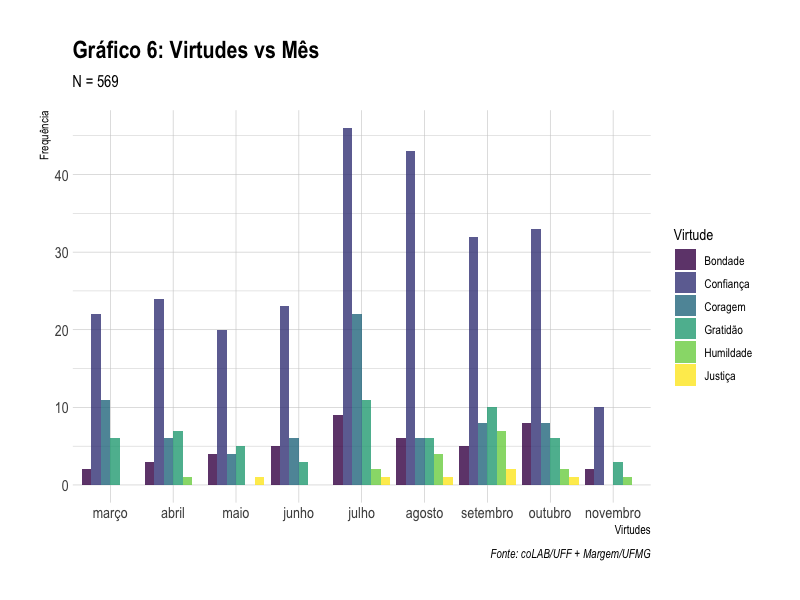 Gráfico 6: Virtudes vs Mês
N = 569
Frequência
40
30
20
10
0
março abril maio junho julho agosto setembro outubro novembro
Virtudes
Fonte: coLAB/UFF + Margem/UFMG
Virtude
Bondade
Confiança
Coragem
Gratidão
Humildade
Justiça